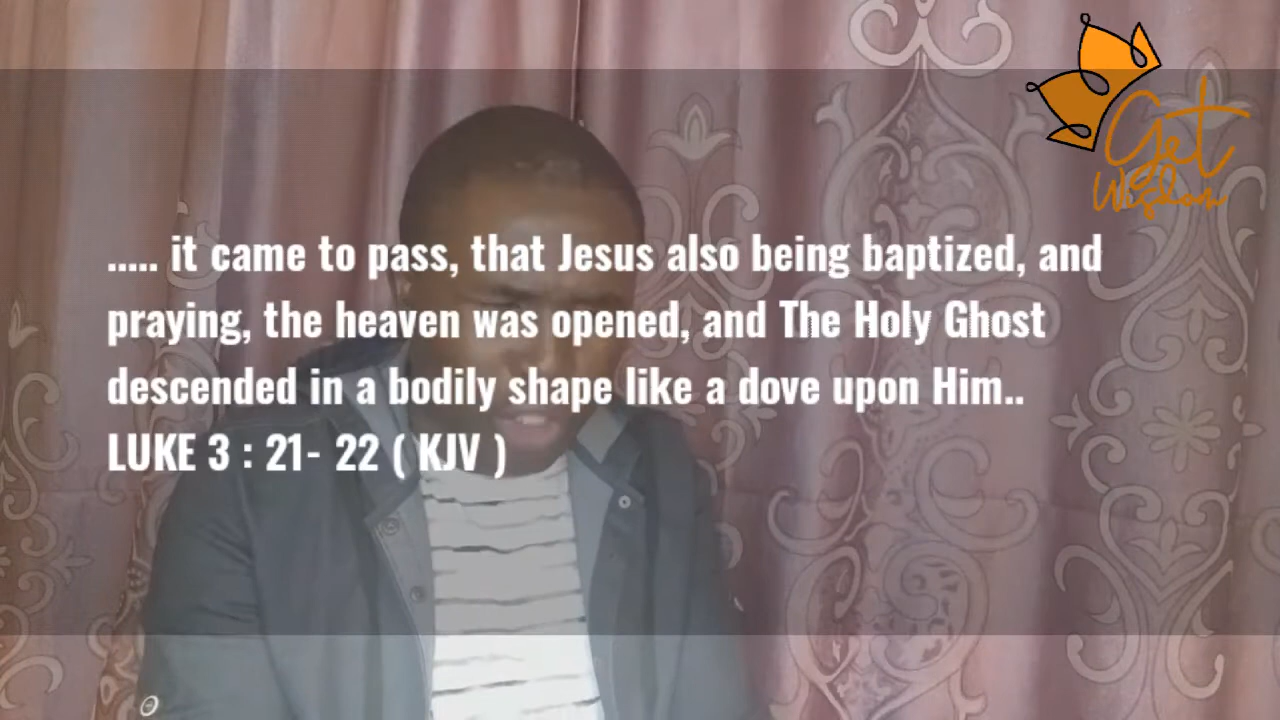 ..... it came to pass, that Jesus also being baptized, and
praying, the heaven was opened, and The Holy Ghost
descended in a bodily shape like a dove upon Him..
LUKE 3 : 21- 22 ( KJV )
Get
Wisdom